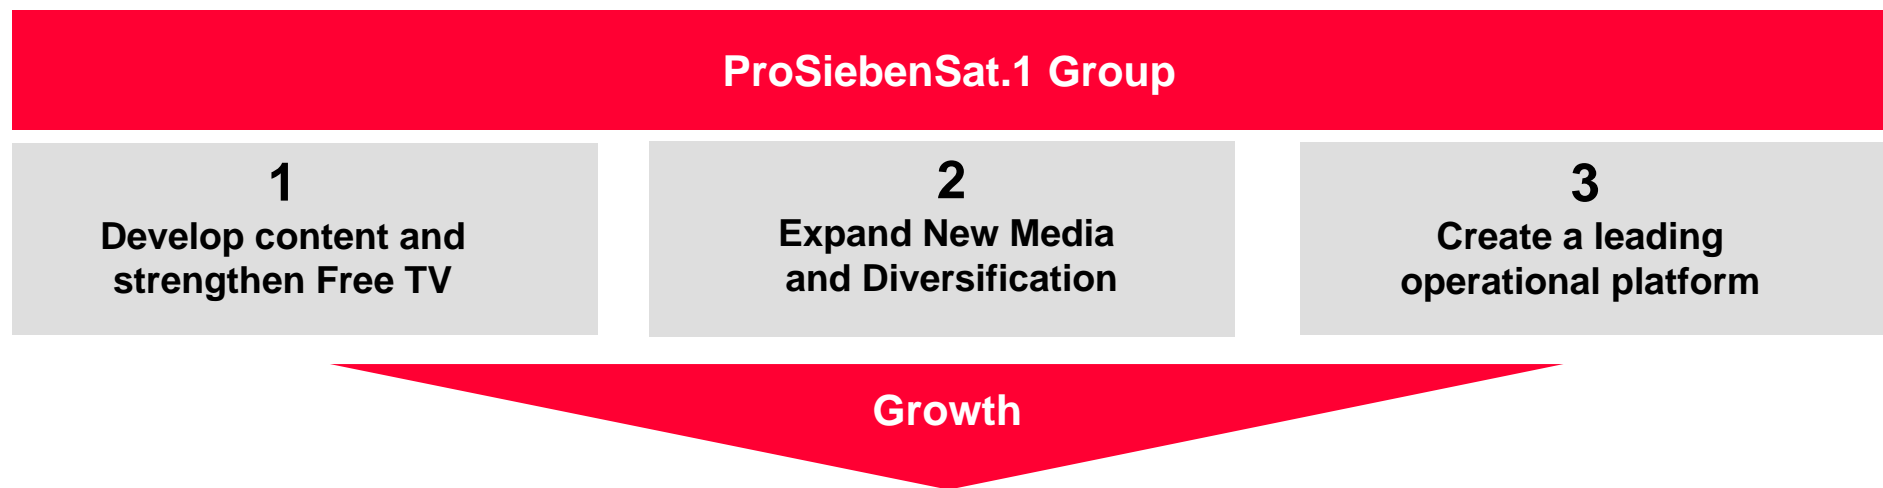 ProSiebenSat.1 Group
1
Develop content and
strengthen Free TV
2
Expand New Media
and Diversification
3
Create a leading
operational platform
Growth